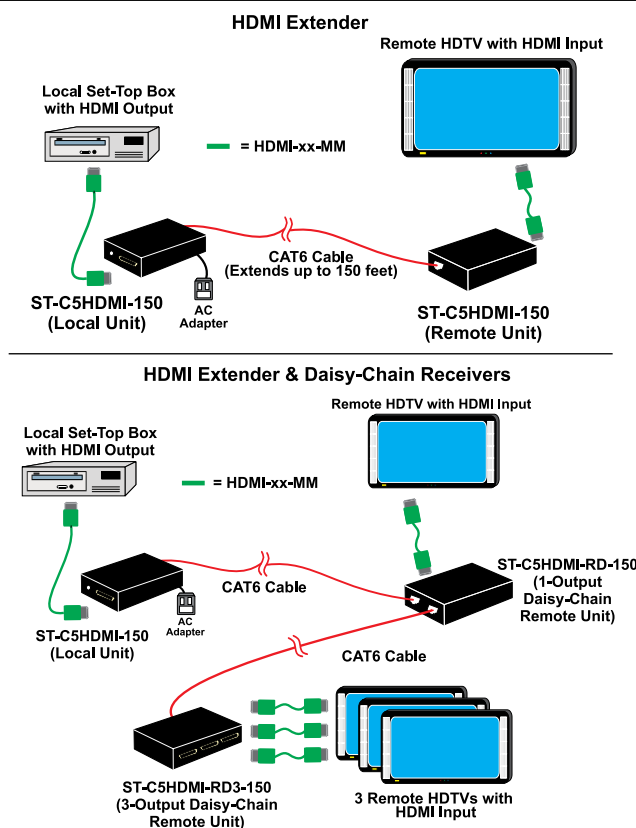 HDMI Extender
Remote HDTV with HDMI Input
Local Set-Top Box
with HDMI Output
= HDMI-xx-MM
CAT6 Cable
(Extends up to 150 feet)
ST-C5HDMI-150
(Local Unit)
AC
Adapter
ST-C5HDMI-150
(Remote Unit)
HDMI Extender & Daisy-Chain Receivers
Remote HDTV with HDMI Input
Local Set-Top Box
with HDMI Output
= HDMI-xx-MM
ST-C5HDMI-RD-150
(1-Output
Daisy-Chain
Remote Unit)
CAT6 Cable
AC
Adapter
ST-C5HDMI-150
(Local Unit)
CAT6 Cable
ST-C5HDMI-RD3-150
(3-Output Daisy-Chain
Remote Unit)
3 Remote HDTVs with
HDMI Input